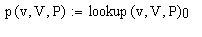 p (v, V, P) := lookup (v, V, P)₀